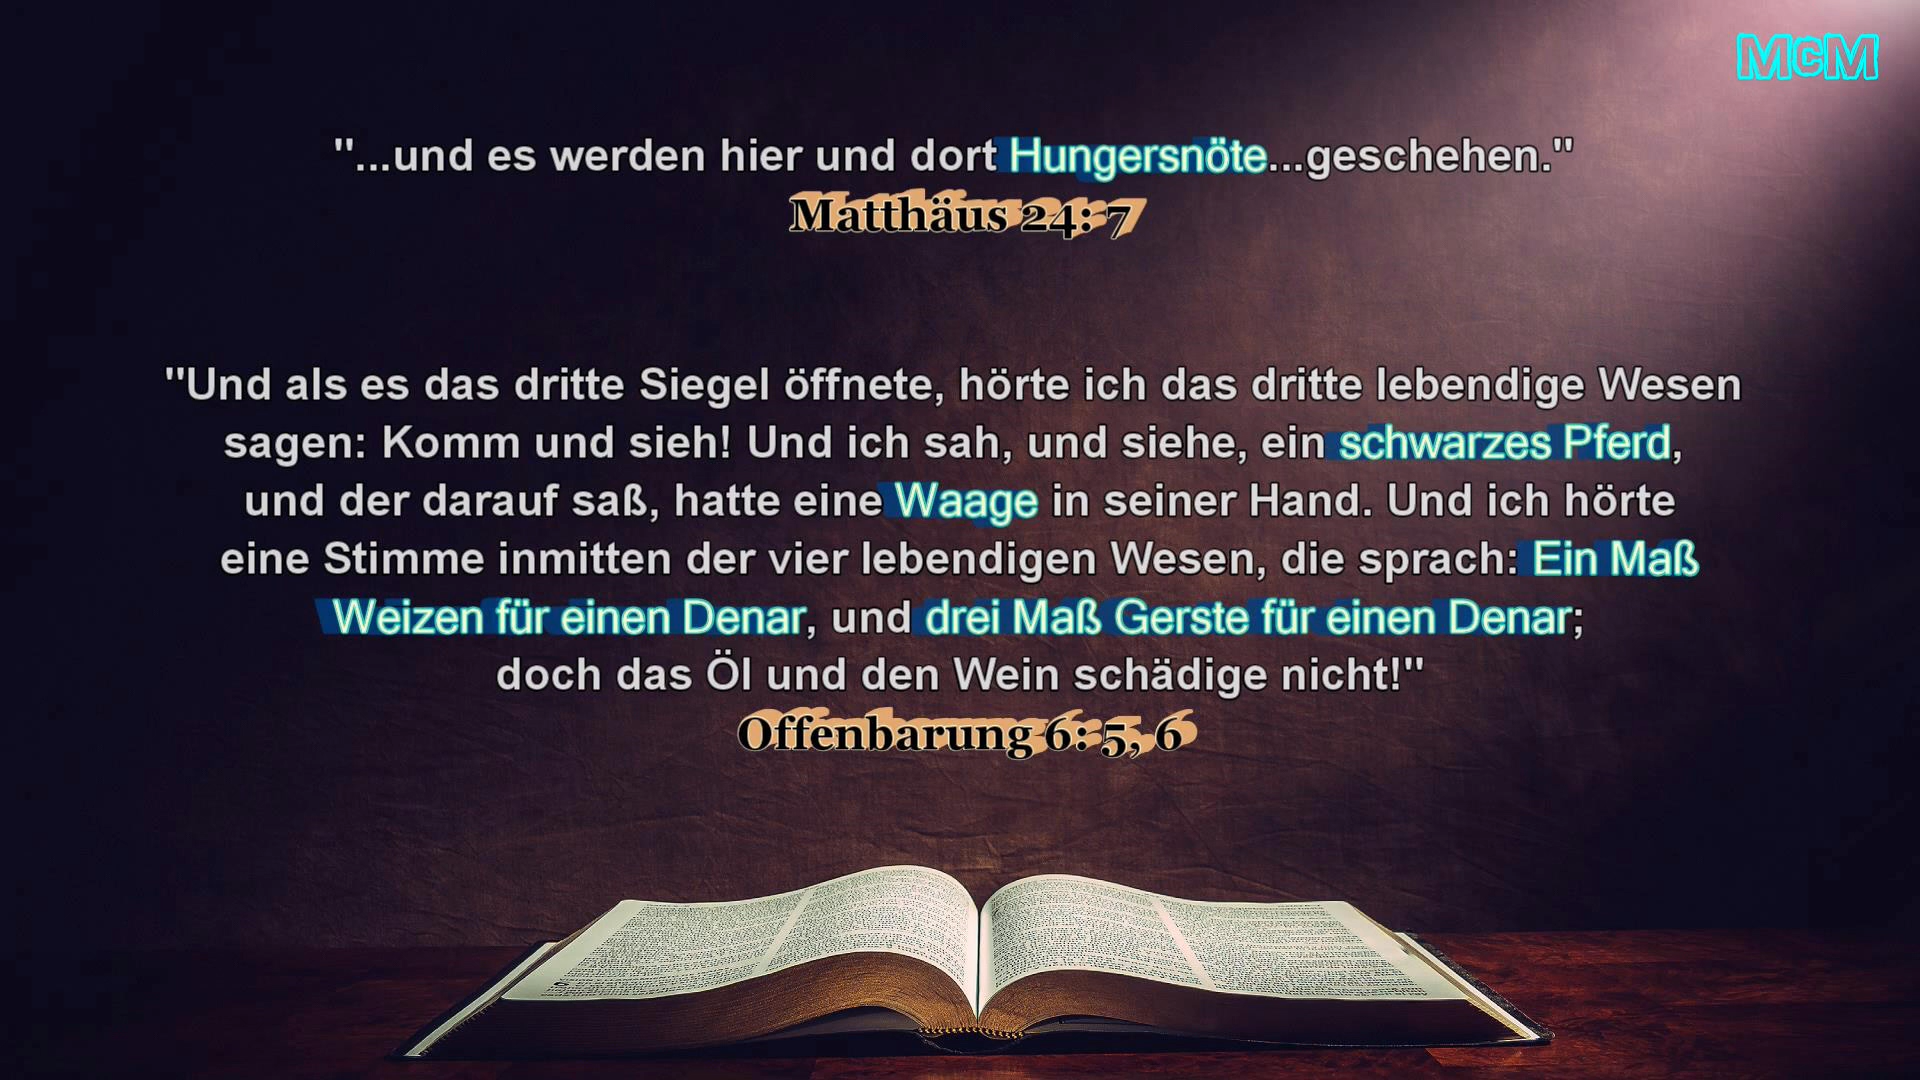 McM
"...und es werden hier und dort Hungersnöte...geschehen."
Matthäus 24: 7
"Und als es das dritte Siegel öffnete, hörte ich das dritte lebendige Wesen
sagen: Komm und sieh! Und ich sah, und siehe, ein schwarzes Pferd,
und der darauf saß, hatte eine Waage in seiner Hand. Und ich hörte
eine Stimme inmitten der vier lebendigen Wesen, die sprach: Ein Maß
Weizen für einen Denar, und drei Maß Gerste für einen Denar;
doch das Öl und den Wein schädige nicht!"
Offenbarung 6: 5, 6